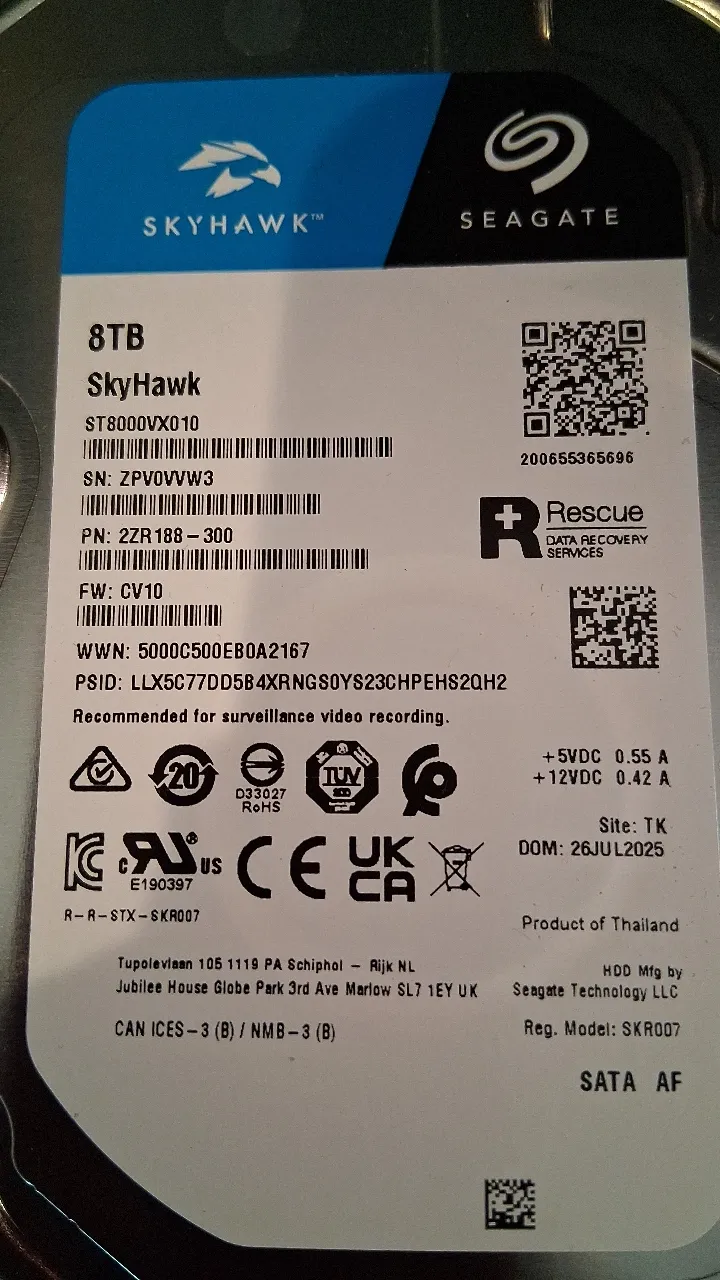 SKYHAWK™
SEAGATE
8TB
SkyHawk
ST8000VX010
SN: ZPV0VVW3
PN: 2ZR188-300
FW: CV10
WWN: 5000C500EB0A2167
PSID: LLX5C77DD5B4XRNGS0YS23CHPEHS2QH2
Recommended for surveillance video recording.
200655365696
Rescue
DATA RECOVERY
SERVICES
20
D33027
RoHS
TÜV
+5VDC 0.55 A
+12VDC 0.42 A
Site: TK
DOM: 26JUL2025
c RU® US
E190397
CE
UK
CA
R-R-STX-SKR007
Product of Thailand
Tupolevlaan 105 1119 PA Schiphol - Rijk NL
Jubilee House Globe Park 3rd Ave Marlow SL7 1EY UK
HDD Mfg by
Seagate Technology LLC
CAN ICES-3 (B) / NMB-3 (B)
Reg. Model: SKR007
SATA AF